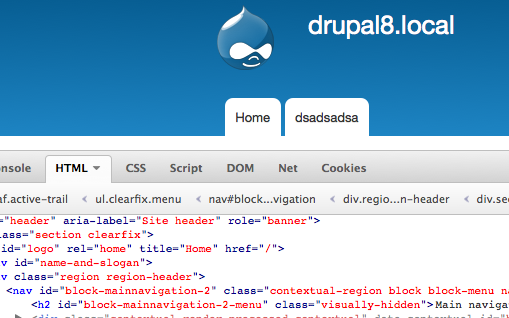 drupal8.local
Home dsadsadsa
onsole HTML CSS Script DOM Net Cookies
af.active-trail < ul.clearfix.menu < nav#block...vigation < div.regio...n-header < div.se
="header" aria-label="Site header" role="banner">
lass="section clearfix">
id="logo" rel="home" title="Home" href="/">
v id="name-and-slogan">
v class="region region-header">
<nav id="block-mainnavigation-2" class="contextual-region block block-menu na
<h2 id="block-mainnavigation-2-menu" class="visually-hidden">Main navig